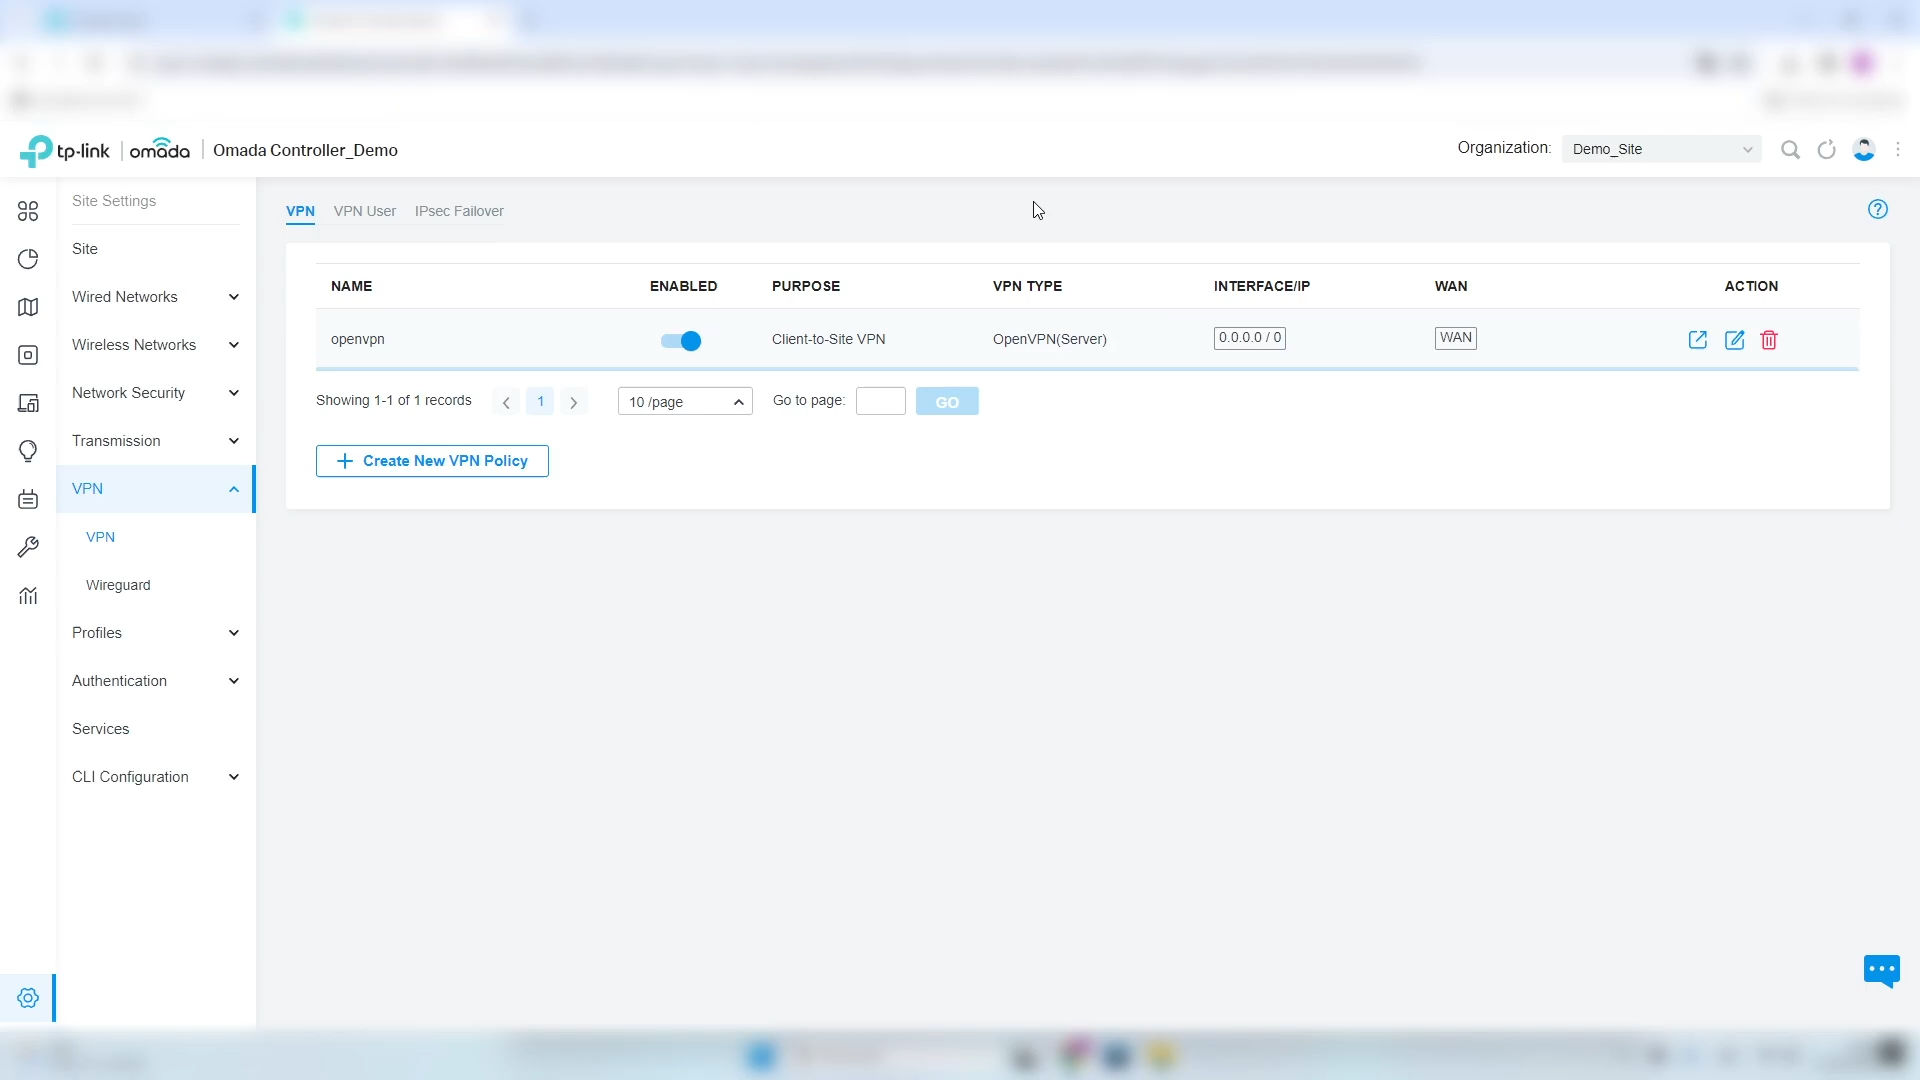 tp-link | omada | Omada Controller_Demo
Organization: Demo_Site
Site Settings
Site
Wired Networks
Wireless Networks
Network Security
Transmission
VPN
VPN
Wireguard
Profiles
Authentication
Services
CLI Configuration
VPN VPN User IPsec Failover
NAME ENABLED PURPOSE VPN TYPE INTERFACE/IP WAN ACTION
openvpn Client-to-Site VPN OpenVPN(Server) 0.0.0.0 / 0 WAN
Showing 1-1 of 1 records 1 10 /page Go to page: GO
Create New VPN Policy